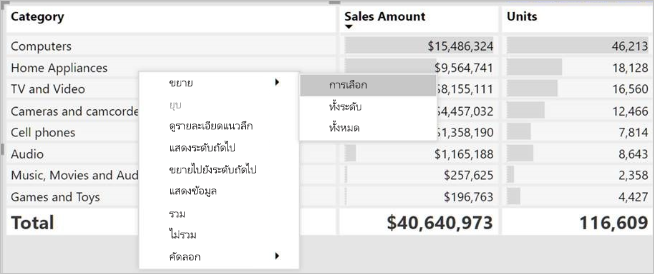 Category Sales Amount Units
Computers $15,486,324 46,213
Home Appliances $9,564,741 18,128
TV and Video $8,155,111 16,560
Cameras and camcorde $4,457,032 12,466
Cell phones $1,358,190 7,814
Audio $1,165,188 8,643
Music, Movies and Aud $257,625 2,358
Games and Toys $196,763 4,427
Total $40,640,973 116,609
ขยาย
ยุบ
ดูรายละเอียดแนวลึก
แสดงระดับถัดไป
ขยายไปยังระดับถัดไป
แสดงข้อมูล
รวม
ไม่รวม
คัดลอก
การเลือก
ทั้งระดับ
ทั้งหมด